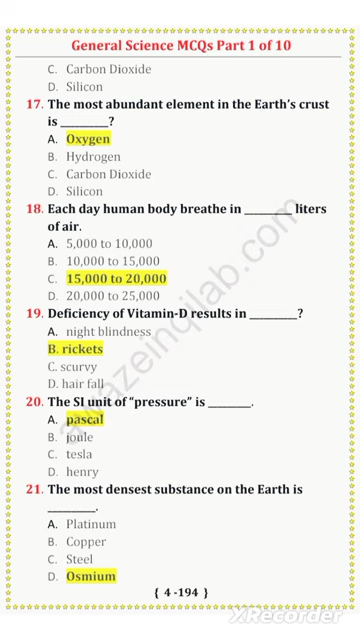 General Science MCQs Part 1 of 10
C. Carbon Dioxide
D. Silicon
17. The most abundant element in the Earth's crust
is ________?
A. Oxygen
B. Hydrogen
C. Carbon Dioxide
D. Silicon
18. Each day human body breathe in ________ liters
of air.
A. 5,000 to 10,000
B. 10,000 to 15,000
C. 15,000 to 20,000
D. 20,000 to 25,000
19. Deficiency of Vitamin-D results in ________?
A. night blindness
B. rickets
C. scurvy
D. hair fall
20. The SI unit of "pressure" is _______.
A. pascal
B. joule
C. tesla
D. henry
21. The most densest substance on the Earth is
________.
A. Platinum
B. Copper
C. Steel
D. Osmium
{ 4 -194 }
XRecorder